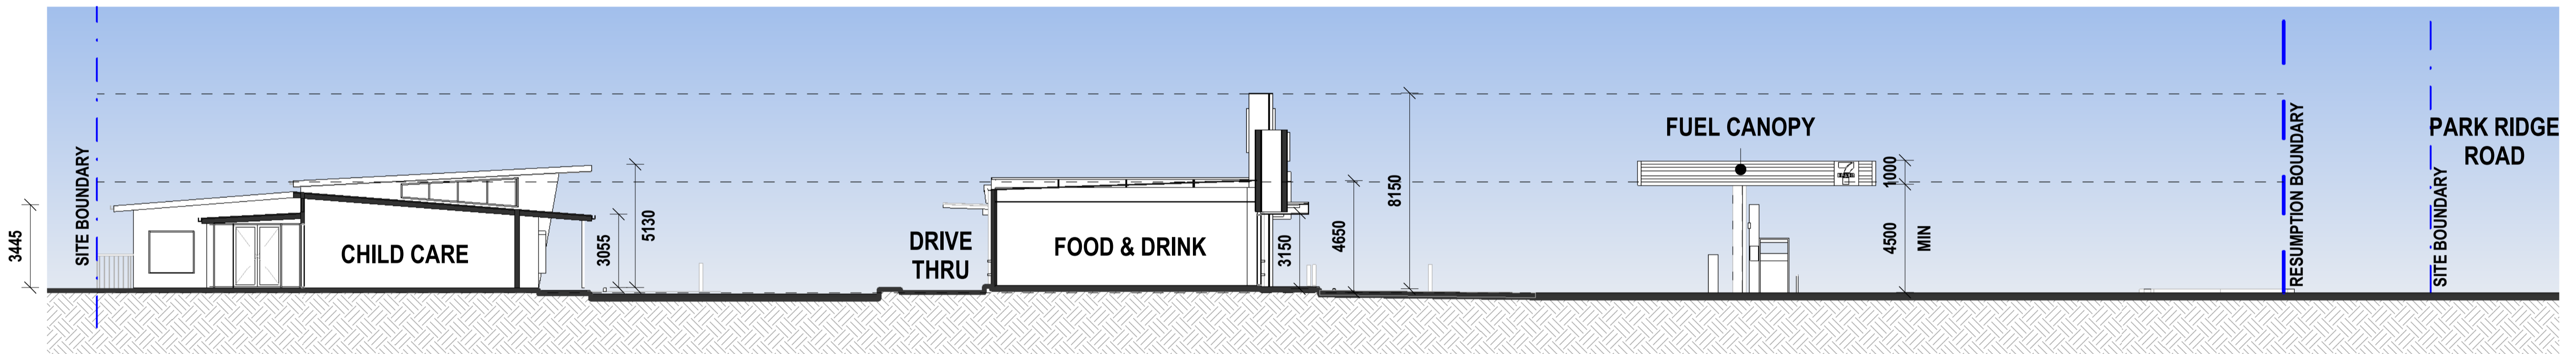 3445
SITE BOUNDARY
CHILD CARE
3055
5130
DRIVE
THRU
FOOD & DRINK
3150
4650
8150
FUEL CANOPY
1000
4500
MIN
RESUMPTION BOUNDARY
SITE BOUNDARY
PARK RIDGE
ROAD